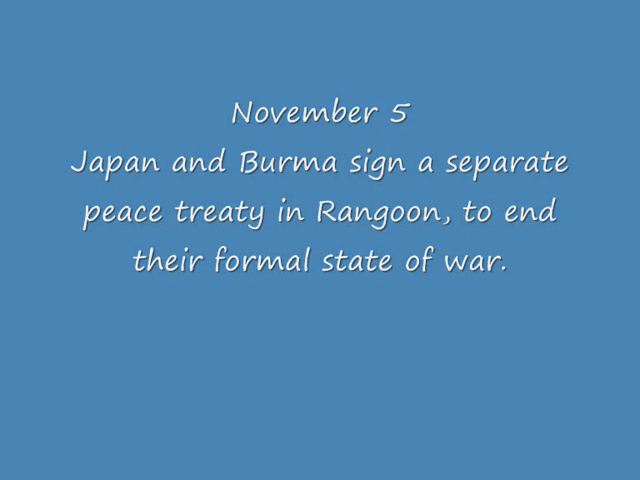 November 5
Japan and Burma sign a separate
peace treaty in Rangoon, to end
their formal state of war.